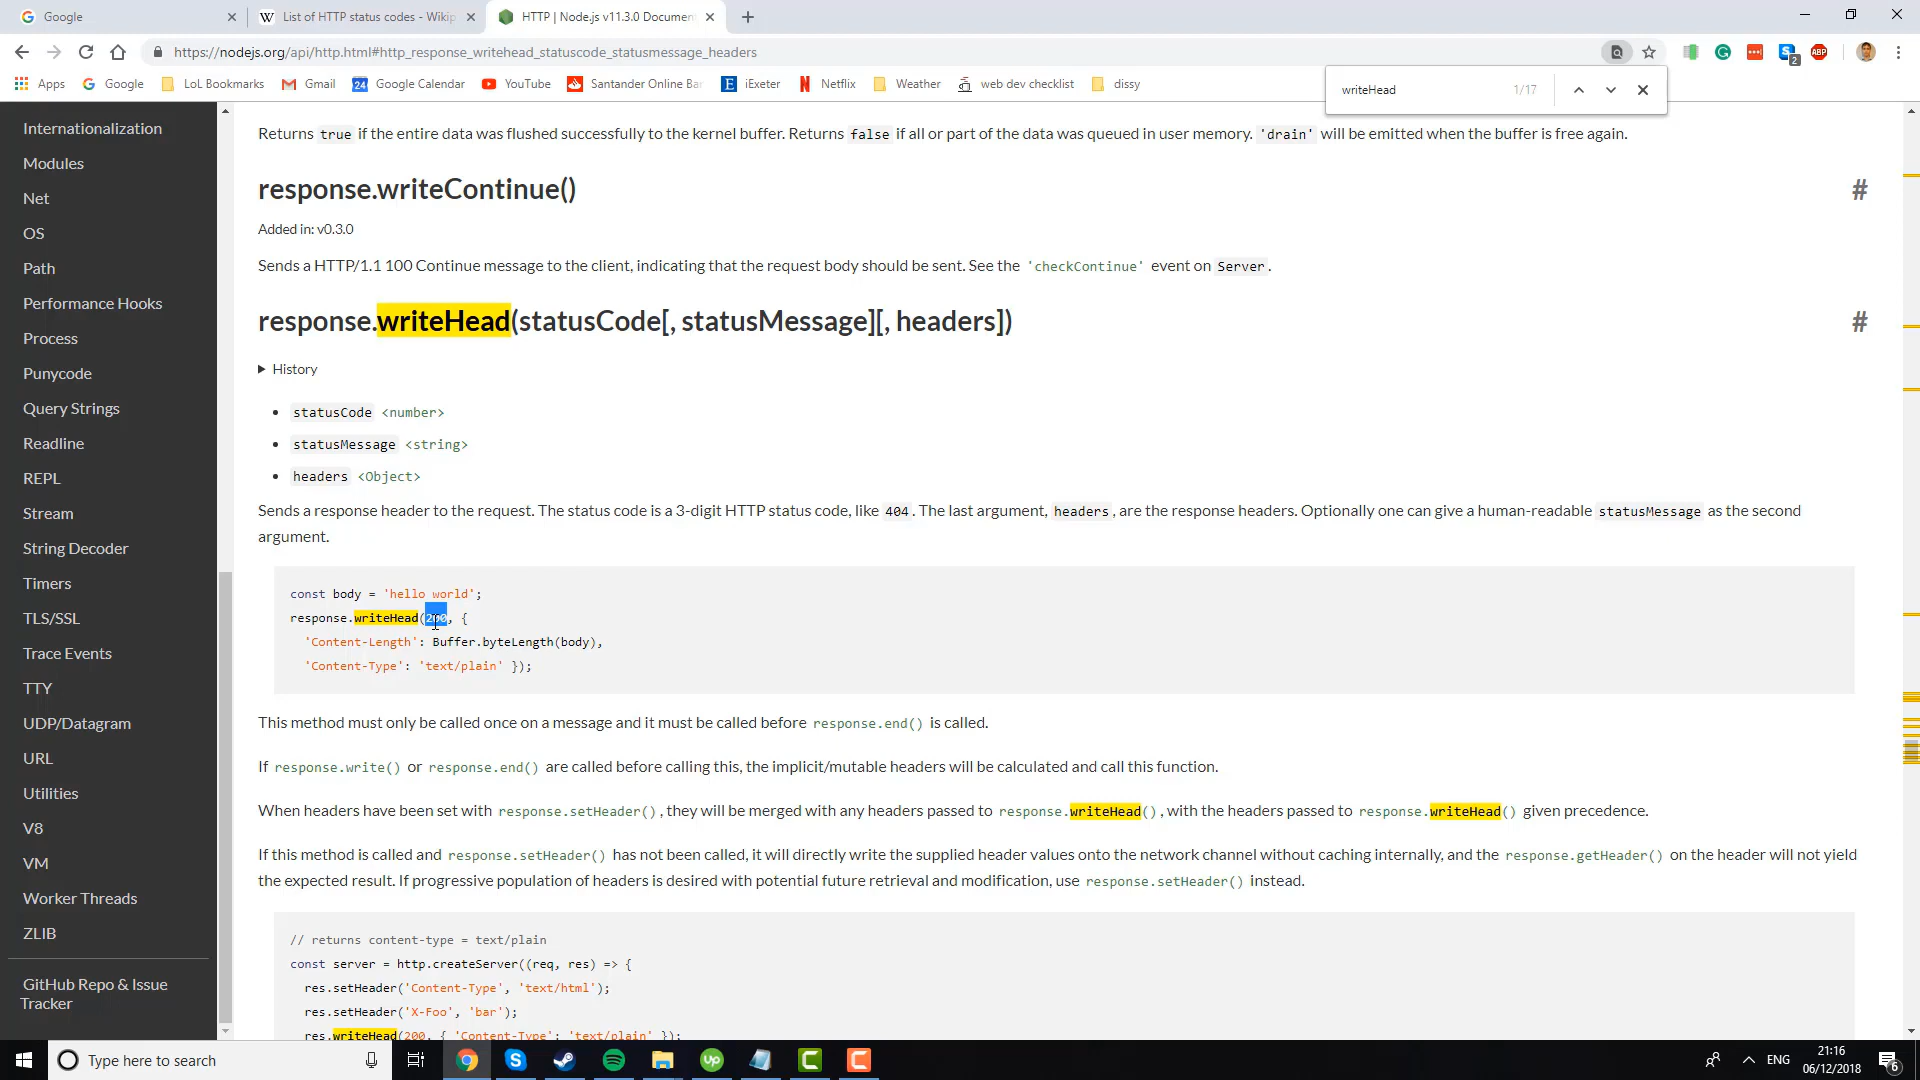 Google
List of HTTP status codes - Wikip
HTTP | Node.js v11.3.0 Documen
https://nodejs.org/api/http.html#http_response_writehead_statuscode_statusmessage_headers
ABP
2
Apps
Google
LoL Bookmarks
Gmail
24
Google Calendar
YouTube
Santander Online Ba
iExeter
Netflix
Weather
web dev checklist
dissy
writeHead
1/17
Internationalization
Modules
Net
OS
Path
Performance Hooks
Process
Punycode
Query Strings
Readline
REPL
Stream
String Decoder
Timers
TLS/SSL
Trace Events
TTY
UDP/Datagram
URL
Utilities
V8
VM
Worker Threads
ZLIB
GitHub Repo & Issue
Tracker
Returns true if the entire data was flushed successfully to the kernel buffer. Returns false if all or part of the data was queued in user memory. 'drain' will be emitted when the buffer is free again.
response.writeContinue()
#
Added in: v0.3.0
Sends a HTTP/1.1 100 Continue message to the client, indicating that the request body should be sent. See the 'checkContinue' event on Server.
response.writeHead(statusCode[, statusMessage][, headers])
#
History
statusCode <number>
statusMessage <string>
headers <Object>
Sends a response header to the request. The status code is a 3-digit HTTP status code, like 404. The last argument, headers, are the response headers. Optionally one can give a human-readable statusMessage as the second
argument.
const body = 'hello world';
response.writeHead(200, {
'Content-Length': Buffer.byteLength(body),
'Content-Type': 'text/plain' });
This method must only be called once on a message and it must be called before response.end() is called.
If response.write() or response.end() are called before calling this, the implicit/mutable headers will be calculated and call this function.
When headers have been set with response.setHeader(), they will be merged with any headers passed to response.writeHead(), with the headers passed to response.writeHead() given precedence.
If this method is called and response.setHeader() has not been called, it will directly write the supplied header values onto the network channel without caching internally, and the response.getHeader() on the header will not yield
the expected result. If progressive population of headers is desired with potential future retrieval and modification, use response.setHeader() instead.
// returns content-type = text/plain
const server = http.createServer((req, res) => {
res.setHeader('Content-Type', 'text/html');
res.setHeader('X-Foo', 'bar');
res.writeHead(200, { 'Content-Type': 'text/plain' });
Type here to search
up
ENG
21:16
06/12/2018
6